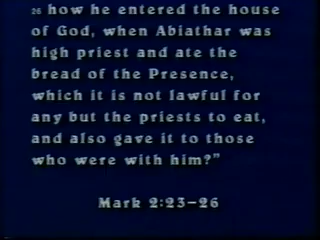 26 how he entered the house
of God, when Abiathar was
high priest and ate the
bread of the Presence,
which it is not lawful for
any but the priests to eat,
and also gave it to those
who were with him?"
Mark 2:23-26